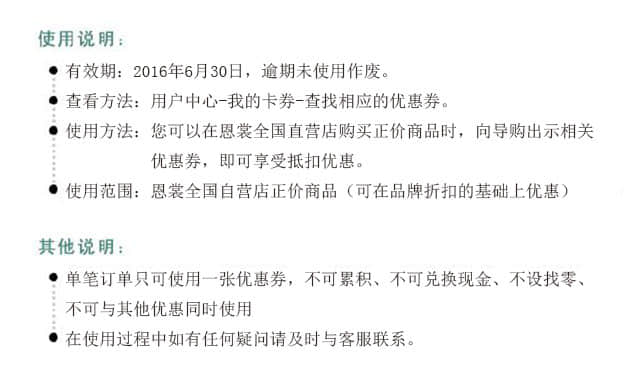 使用说明：
有效期：2016年6月30日，逾期未使用作废。
查看方法：用户中心-我的卡券-查找相应的优惠券。
使用方法：您可以在恩裳全国直营店购买正价商品时，向导购出示相关
优惠券，即可享受抵扣优惠。
使用范围：恩裳全国自营店正价商品（可在品牌折扣的基础上优惠）
其他说明：
单笔订单只可使用一张优惠券，不可累积、不可兑换现金、不设找零、
不可与其他优惠同时使用
在使用过程中如有任何疑问请及时与客服联系。